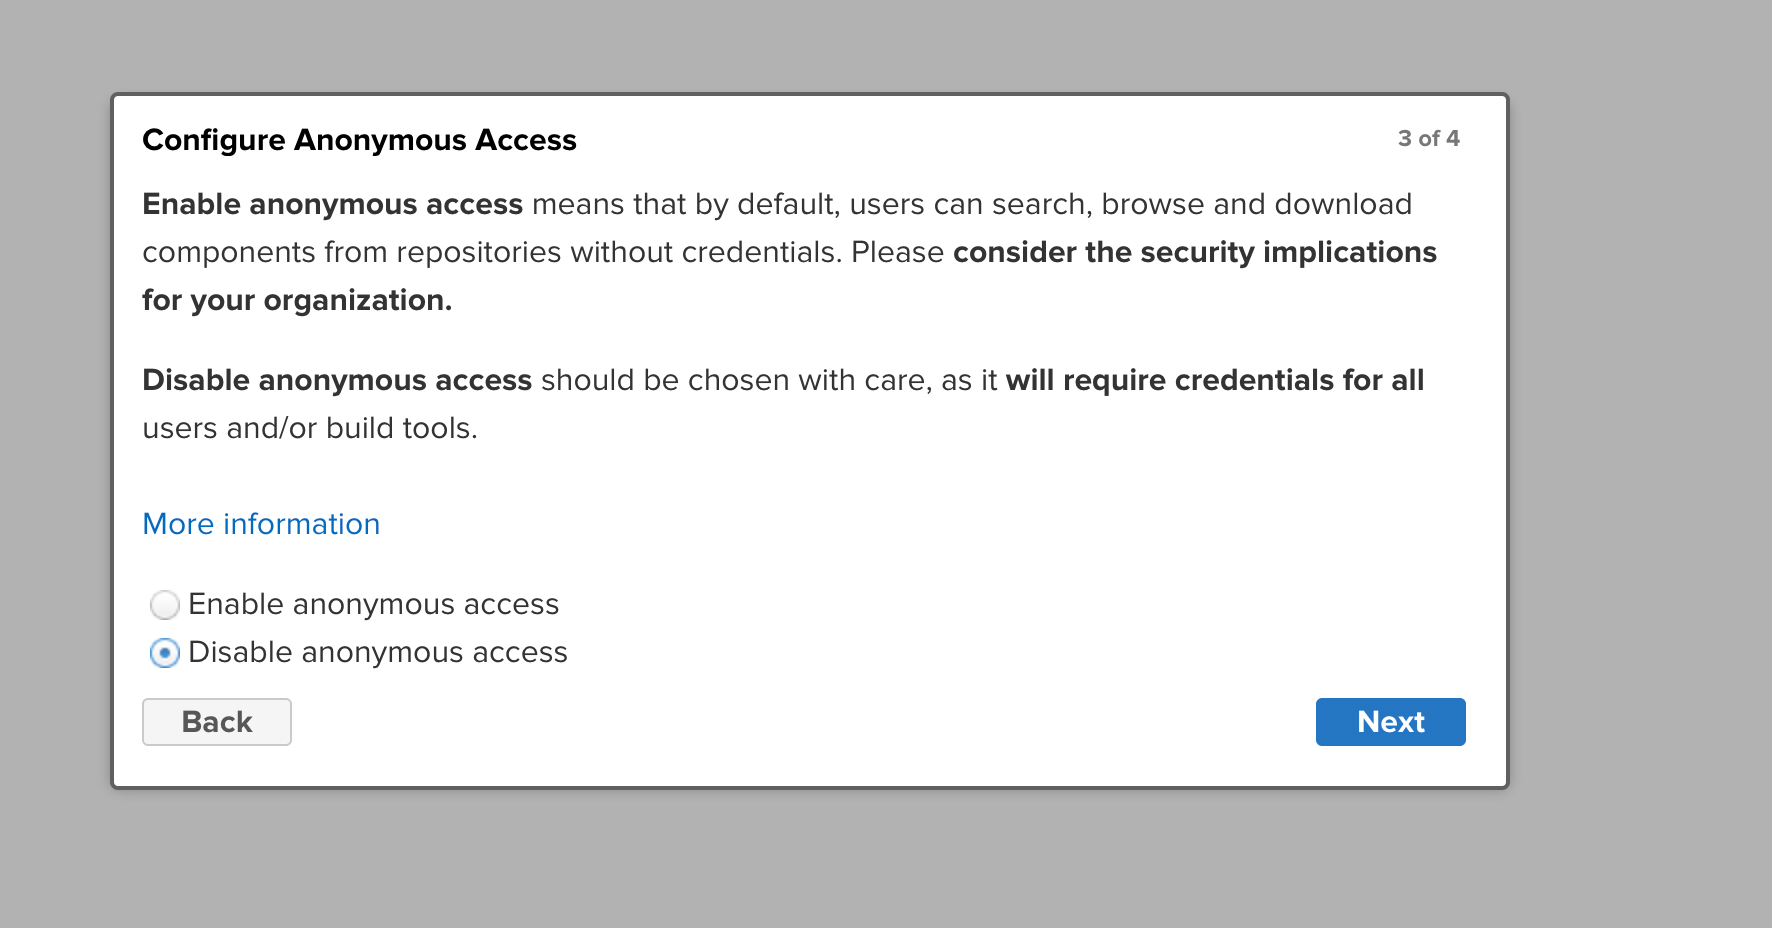 Configure Anonymous Access
3 of 4
Enable anonymous access means that by default, users can search, browse and download
components from repositories without credentials. Please consider the security implications
for your organization.
Disable anonymous access should be chosen with care, as it will require credentials for all
users and/or build tools.
More information
Enable anonymous access
Disable anonymous access
Back
Next